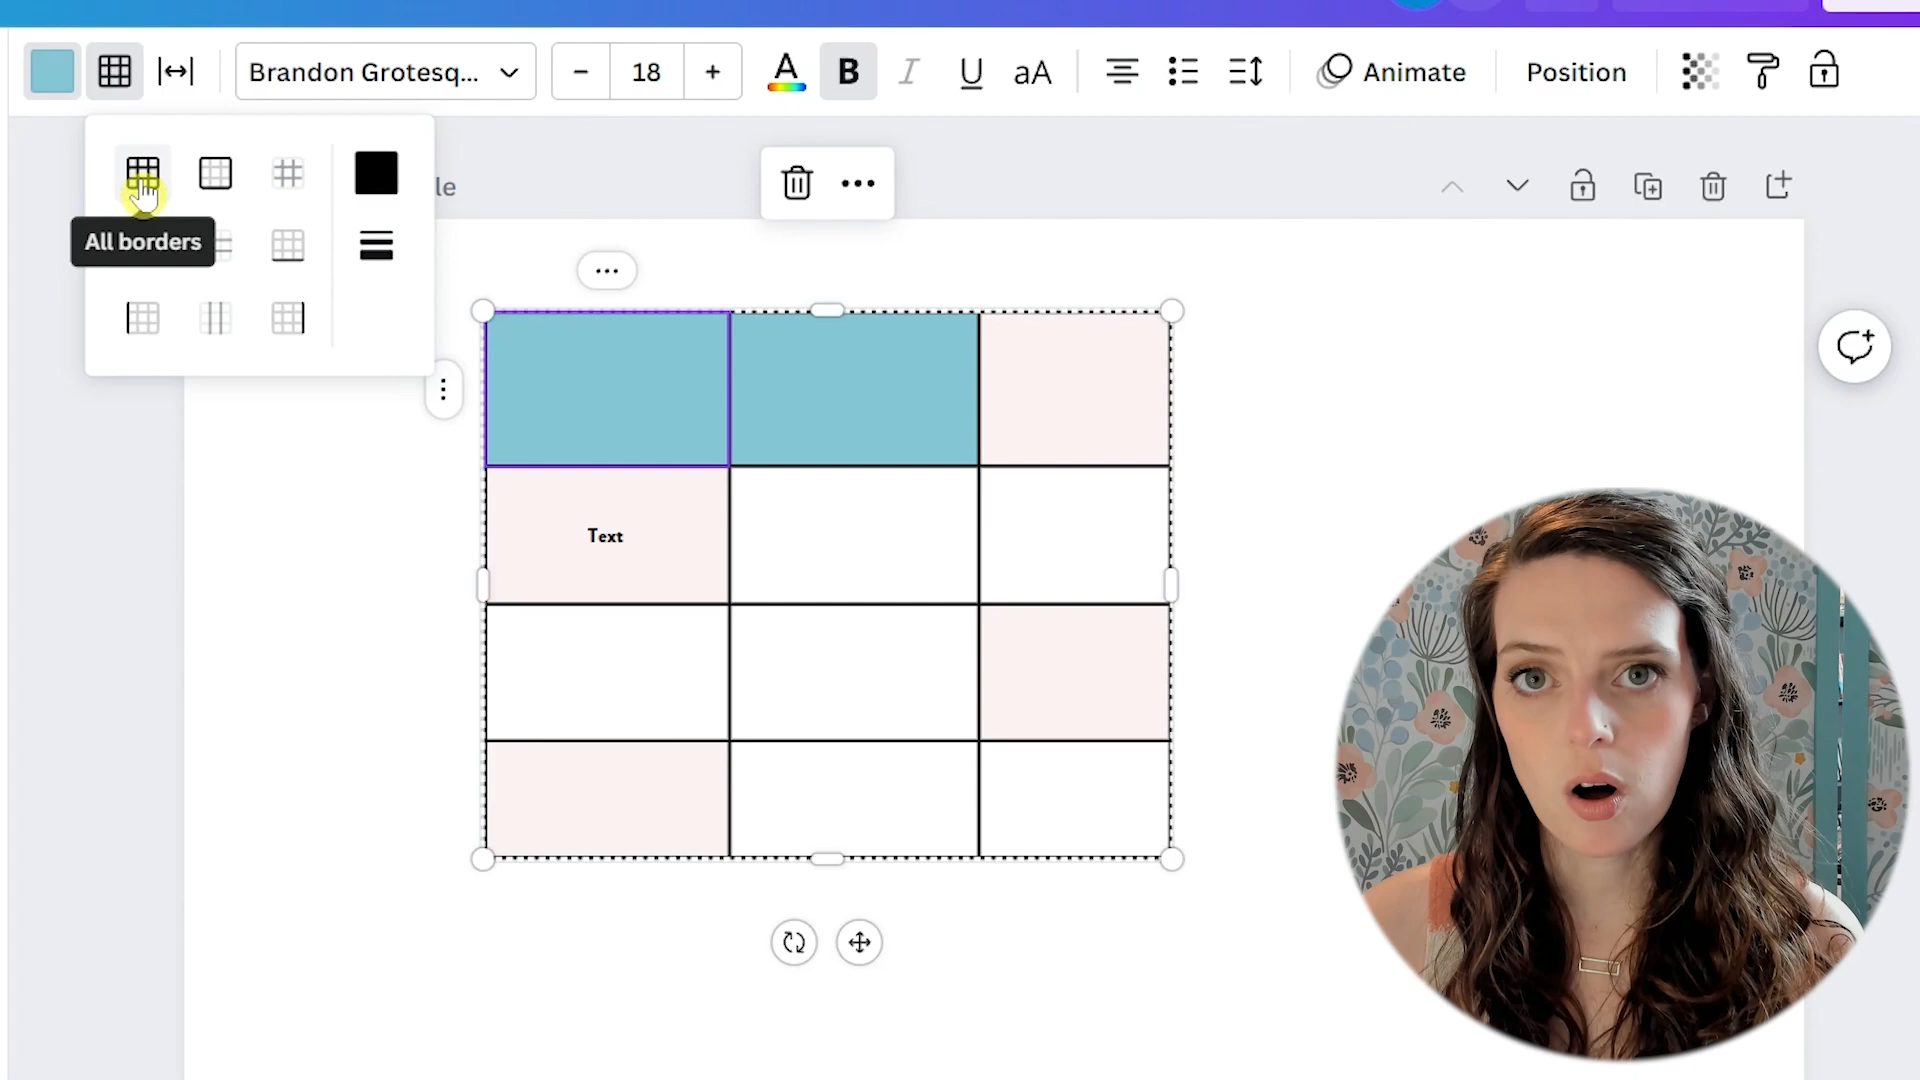 Brandon Grotesq...
− 18 +
A
B
I
U
aA
Animate
Position
le
All borders
Text